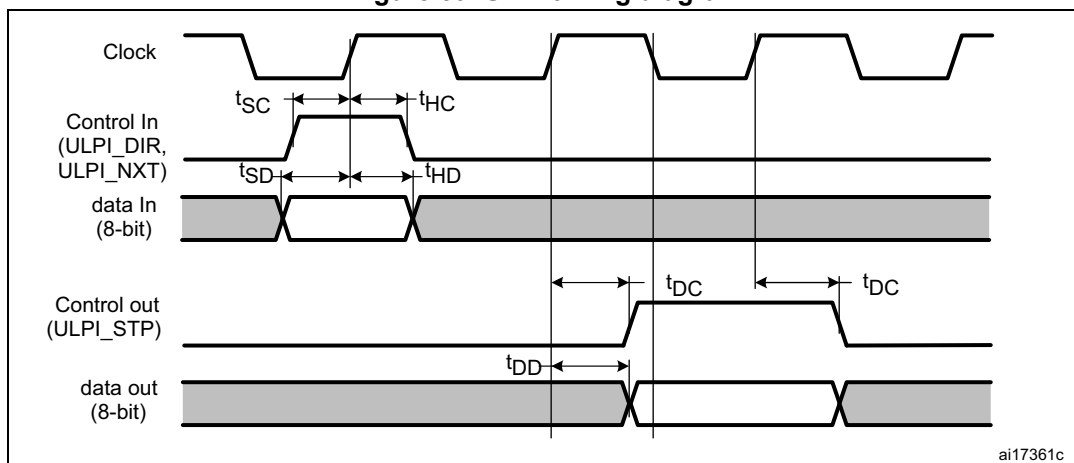 Clock
tSC
tHC
Control In
(ULPI_DIR,
ULPI_NXT)
tSD
tHD
data In
(8-bit)
tDC
tDC
Control out
(ULPI_STP)
tDD
data out
(8-bit)
ai17361c